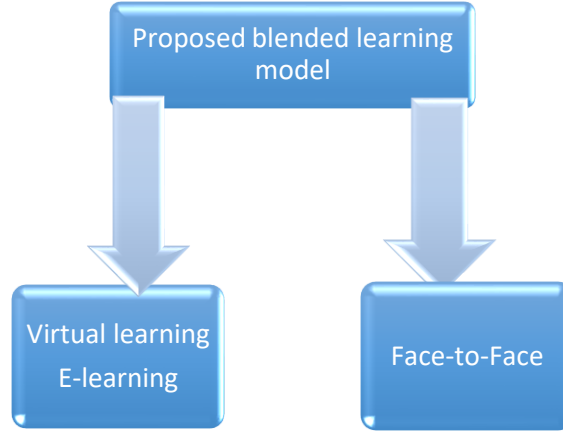 Proposed blended learning
model
Virtual learning
E-learning
Face-to-Face